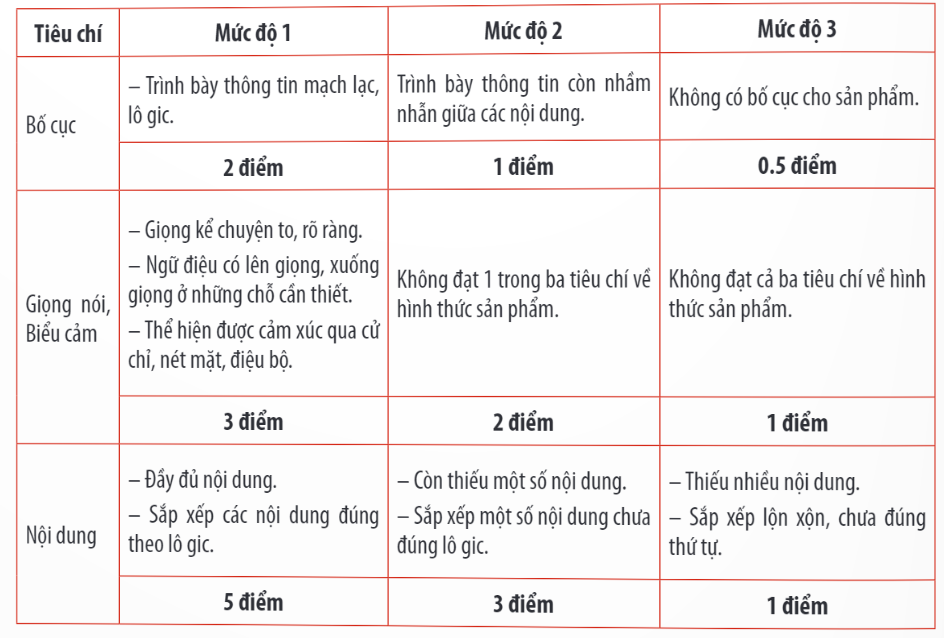 Tiêu chí
Mức độ 1
Mức độ 2
Mức độ 3
Bố cục
– Trình bày thông tin mạch lạc,
lô gic.
Trình bày thông tin còn nhầm
nhẫn giữa các nội dung.
Không có bố cục cho sản phẩm.
2 điểm
1 điểm
0.5 điểm
Giọng nói,
Biểu cảm
– Giọng kể chuyện to, rõ ràng.
– Ngữ điệu có lên giọng, xuống
giọng ở những chỗ cần thiết.
– Thể hiện được cảm xúc qua cử
chỉ, nét mặt, điệu bộ.
Không đạt 1 trong ba tiêu chí về
hình thức sản phẩm.
Không đạt cả ba tiêu chí về hình
thức sản phẩm.
3 điểm
2 điểm
1 điểm
Nội dung
– Đầy đủ nội dung.
– Sắp xếp các nội dung đúng
theo lô gic.
– Còn thiếu một số nội dung.
– Sắp xếp một số nội dung chưa
đúng lô gic.
– Thiếu nhiều nội dung.
– Sắp xếp lộn xộn, chưa đúng
thứ tự.
5 điểm
3 điểm
1 điểm